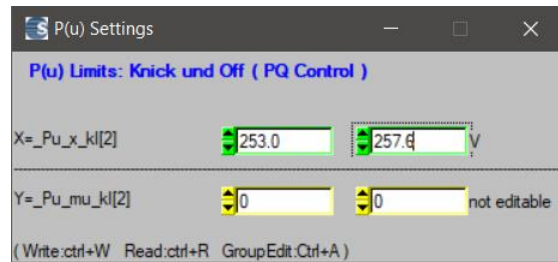 P(u) Settings
P(u) Limits: Knick und Off ( PQ Control )
X=_Pu_x_kl[2] 253.0 257.6 V
Y=_Pu_mu_kl[2] 0 0 not editable
( Write:ctrl+W Read:ctrl+R GroupEdit:Ctrl+A )